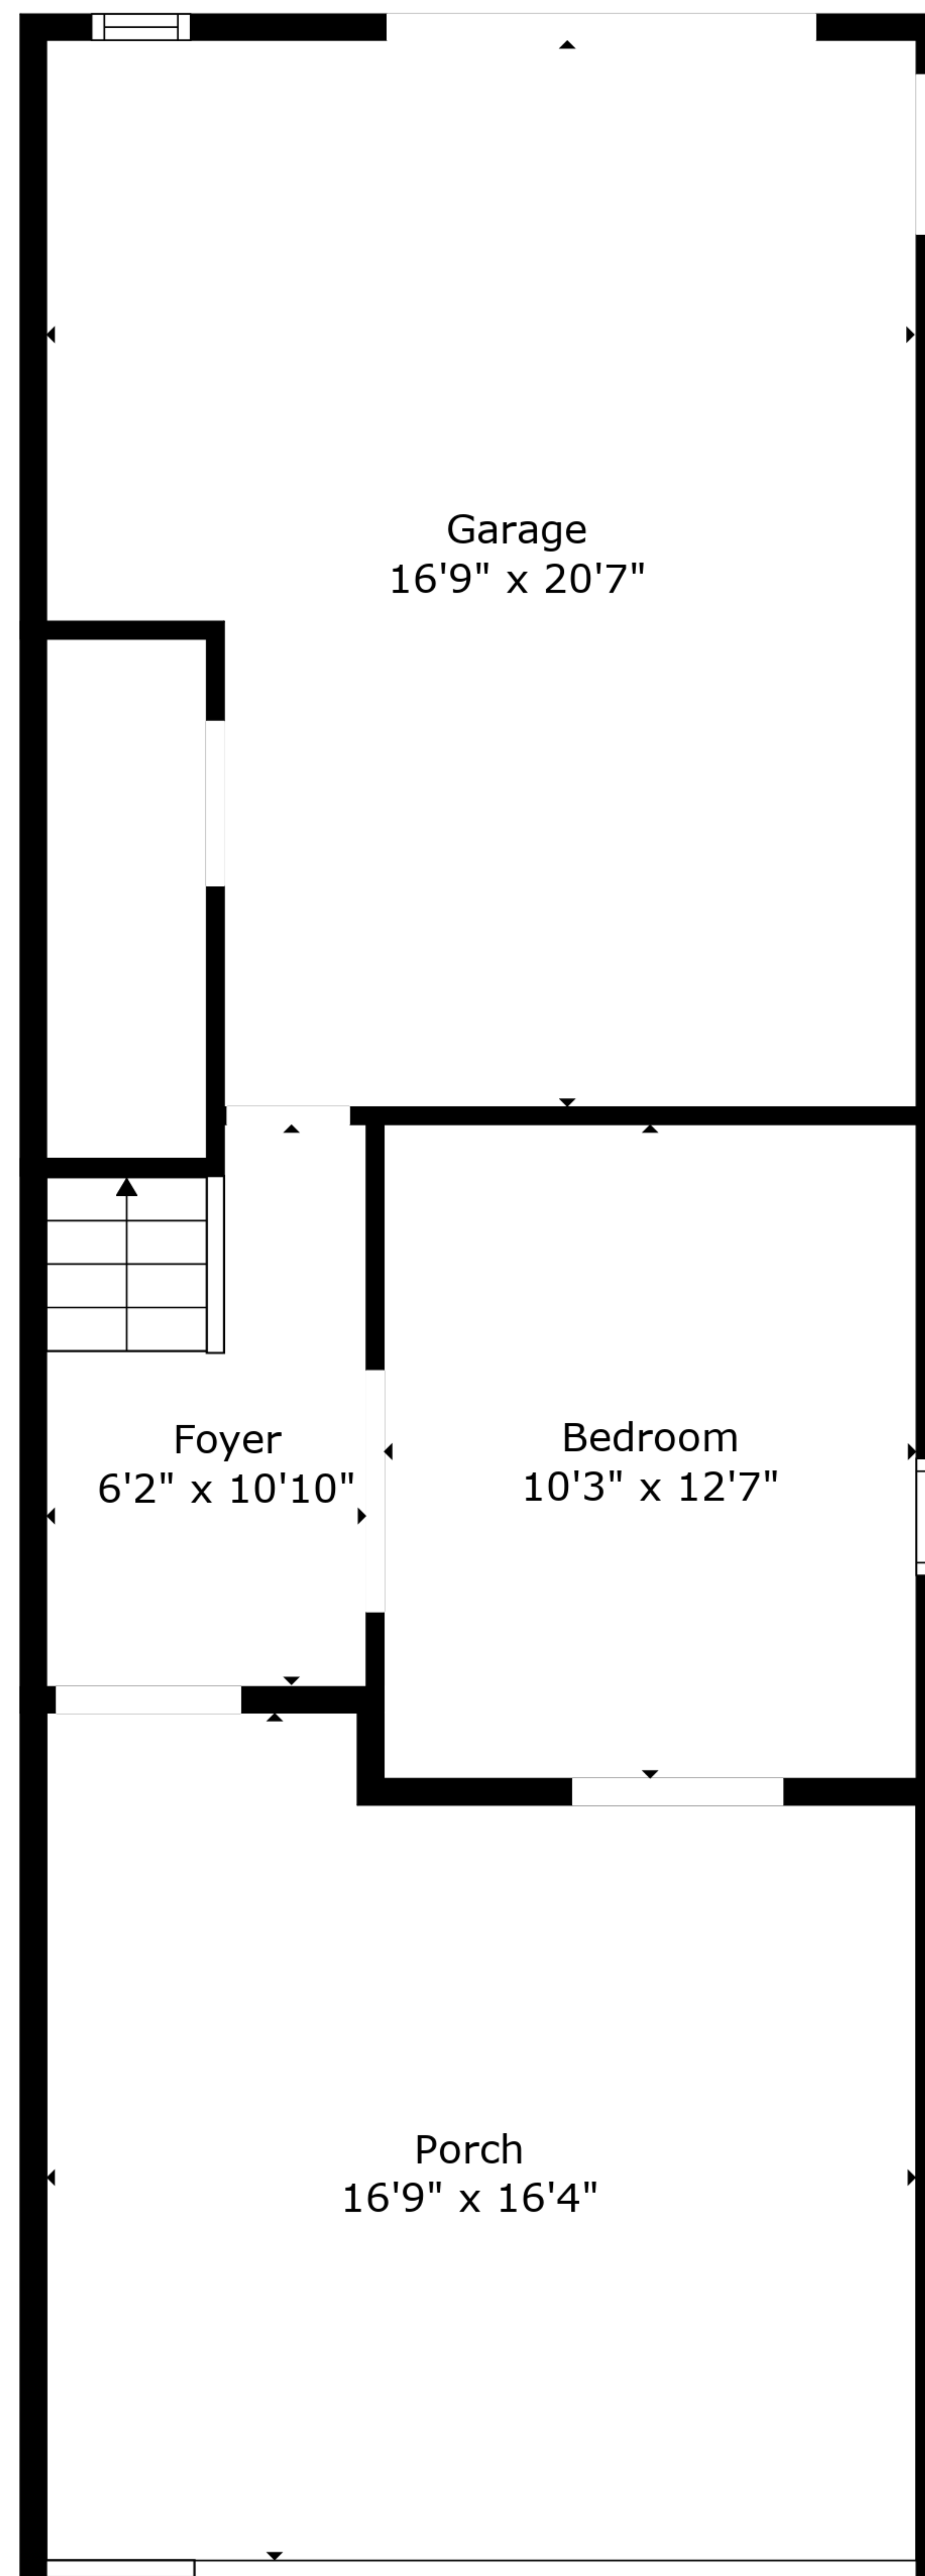 Garage
16'9" x 20'7"
Foyer
6'2" x 10'10"
Bedroom
10'3" x 12'7"
Porch
16'9" x 16'4"